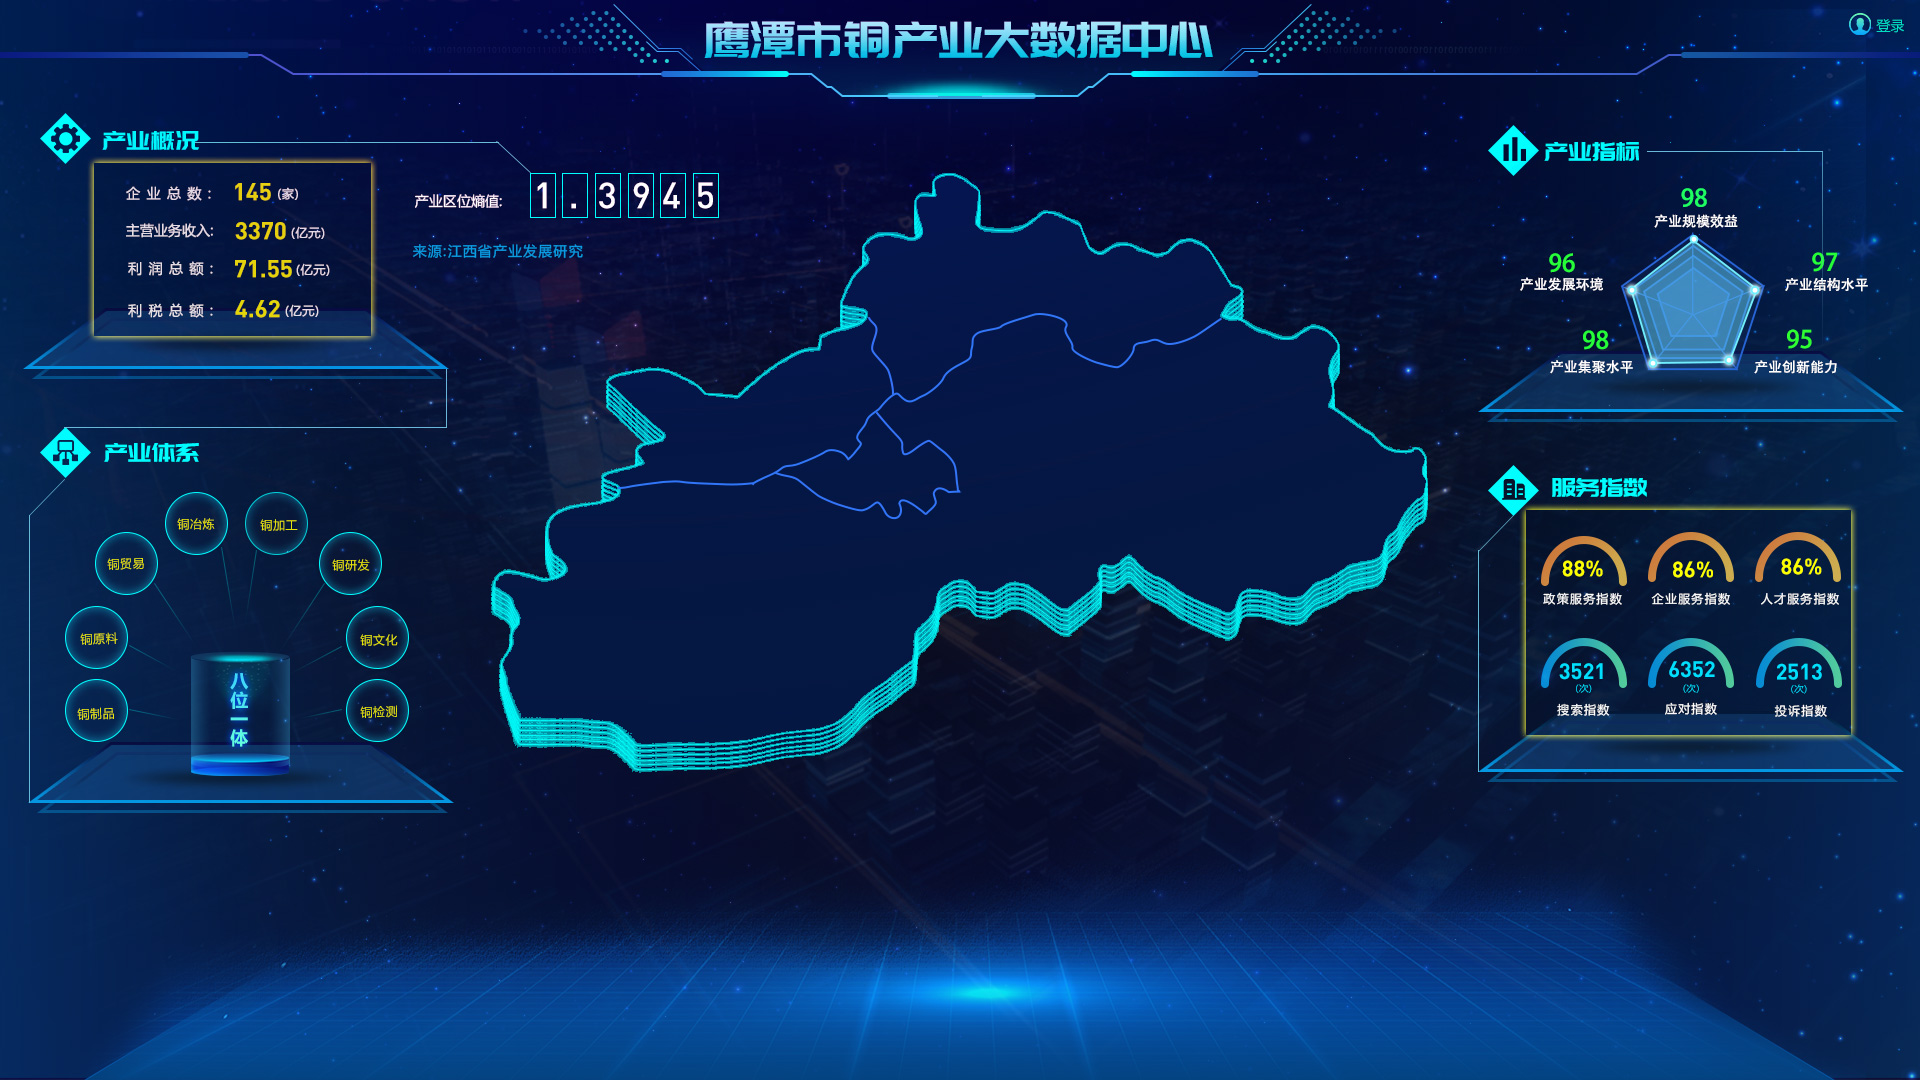 鹰潭市铜产业大数据中心
登录
产业概况
企业总数： 145 (家)
主营业务收入: 3370 (亿元)
利润总额： 71.55 (亿元)
利税总额： 4.62 (亿元)
产业区位熵值: 1.3945
来源:江西省产业发展研究
产业体系
铜冶炼
铜加工
铜贸易
铜研发
铜原料
铜文化
铜制品
铜检测
八位一体
产业指标
98
产业规模效益
96
产业发展环境
97
产业结构水平
98
产业集聚水平
95
产业创新能力
服务指数
88% 86% 86%
政策服务指数 企业服务指数 人才服务指数
3521 6352 2513
(次) (次) (次)
搜索指数 应对指数 投诉指数